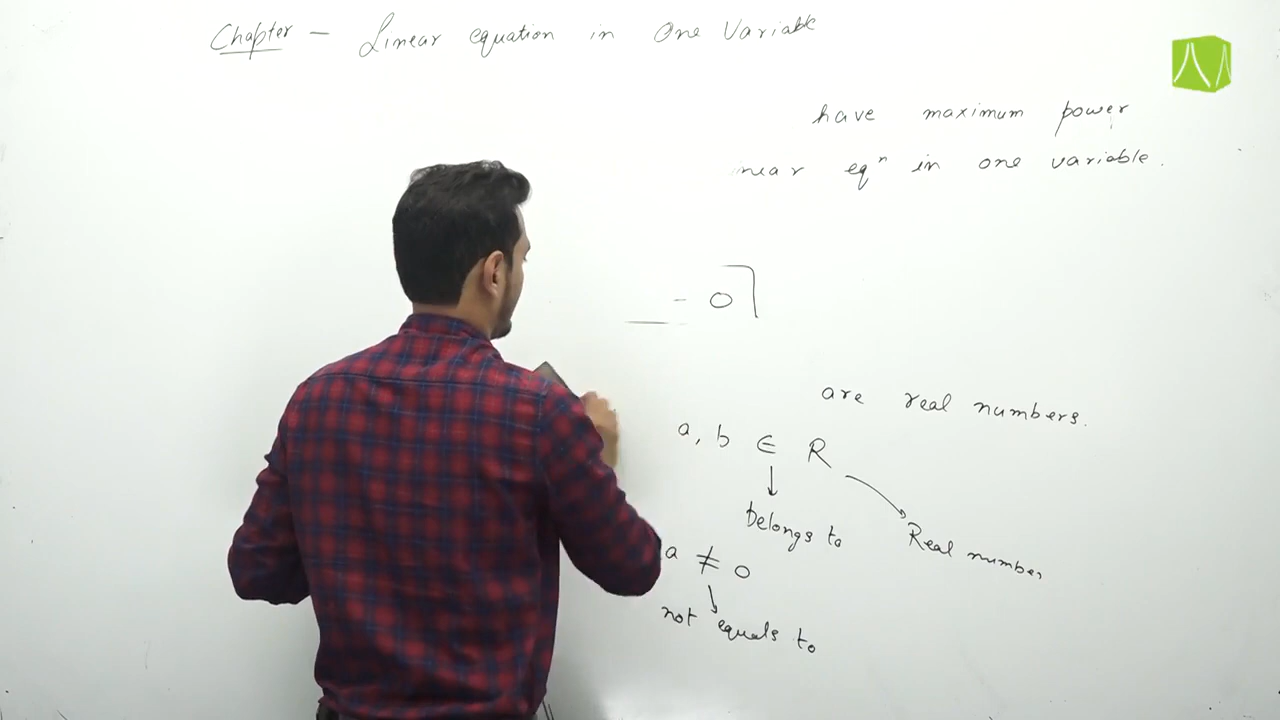 Chapter - Linear equation in One Variable
have maximum power
near eqⁿ in one variable.
- 0
are real numbers.
a, b ∈ R
belongs to
Real number
a ≠ 0
not equals to